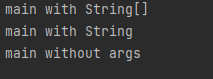 main with String[]
main with String
main without args